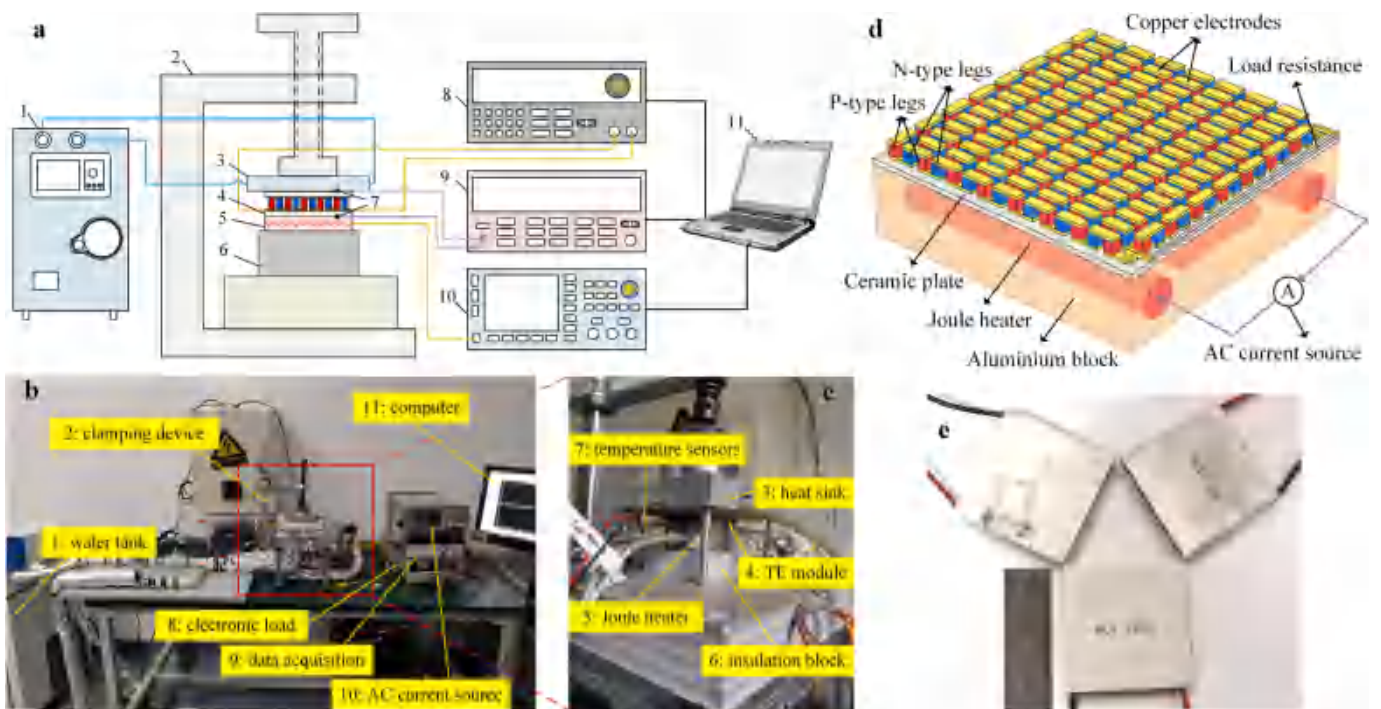 a
1
2
3
4
5
6
7
8
9
10
11
d
Copper electrodes
N-type legs
Load resistance
P-type legs
Ceramic plate
Joule heater
Aluminium block
A
AC current source
b
11: computer
2: clamping device
1: water tank
8: electronic load
9: data acquisition
10: AC current source
c
7: temperature sensors
3: heat sink
4: TE module
5: Joule heater
6: insulation block
e